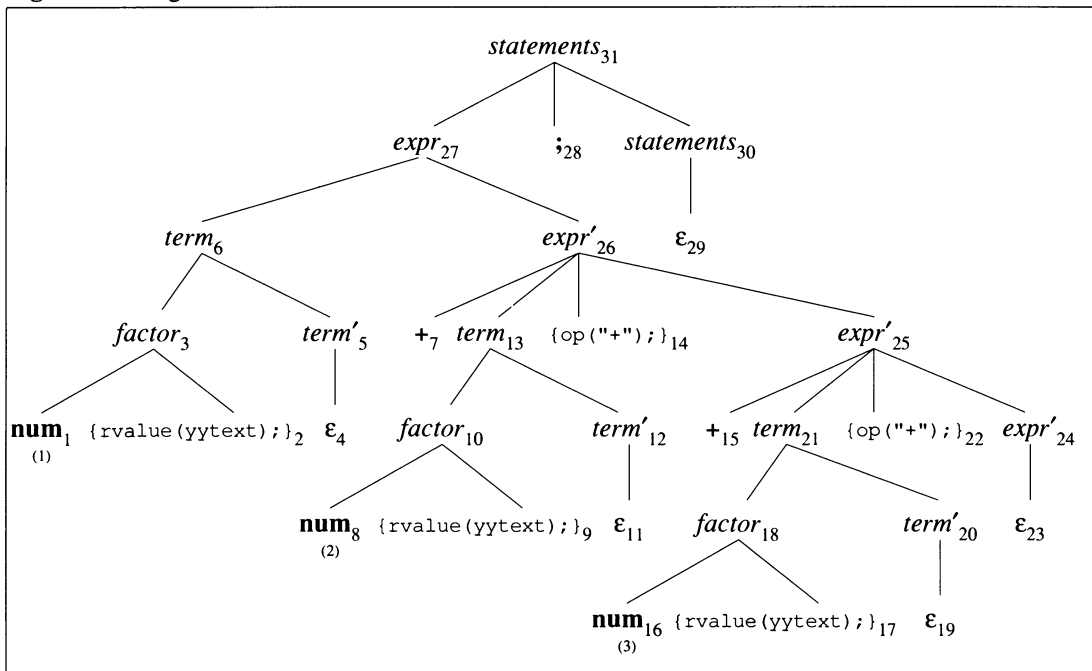 statements31
expr27 ;28 statements30
term6 expr′26 ε29
factor3 term′5 +7 term13 {op("+");}14 expr′25
num1 {rvalue(yytext);}2 ε4 factor10 term′12 +15 term21 {op("+");}22 expr′24
(1)
num8 {rvalue(yytext);}9 ε11 factor18 term′20 ε23
(2)
num16 {rvalue(yytext);}17 ε19
(3)